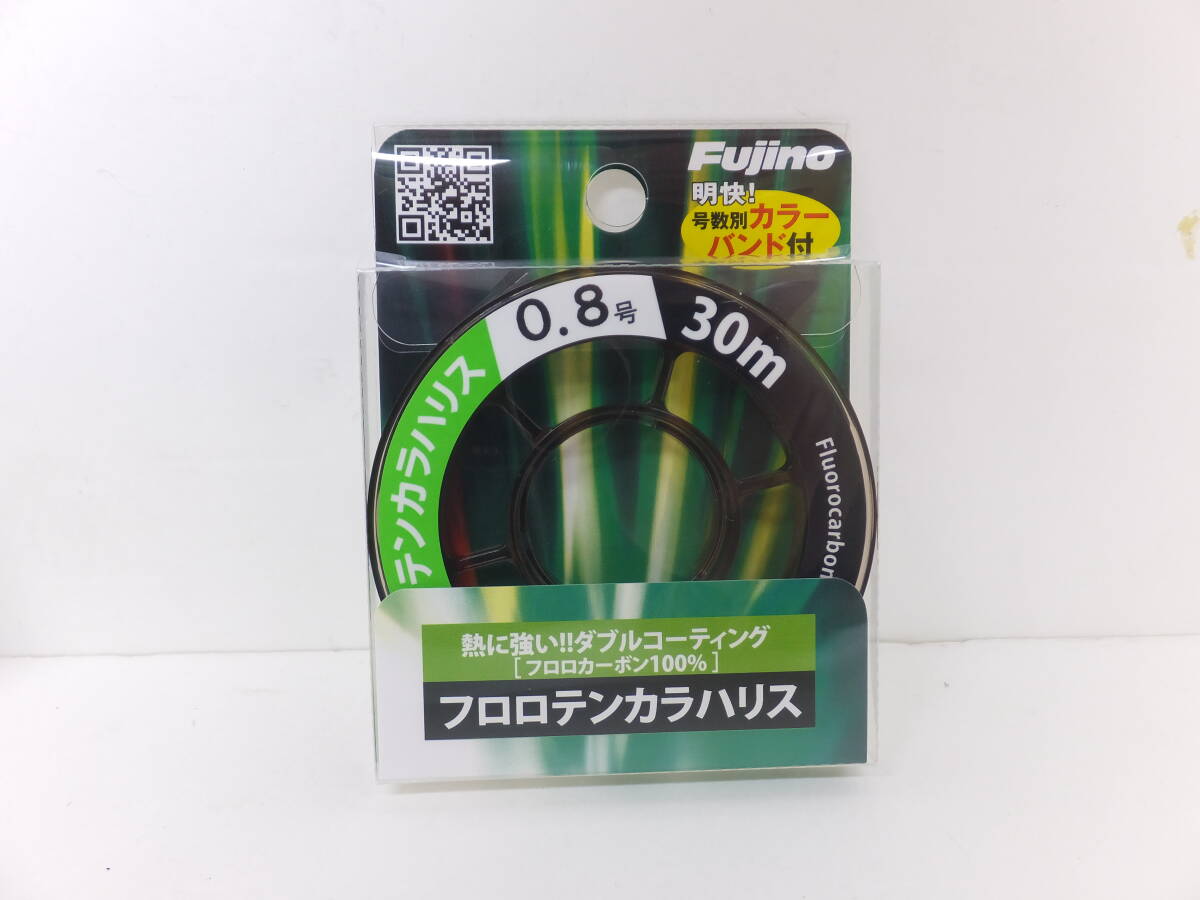 Fujino
明快!
号数別カラー
バンド付
0.8号
30m
テンカラハリス
Fluorocarbon
熱に強い!!ダブルコーティング
[フロロカーボン100%]
フロロテンカラハリス